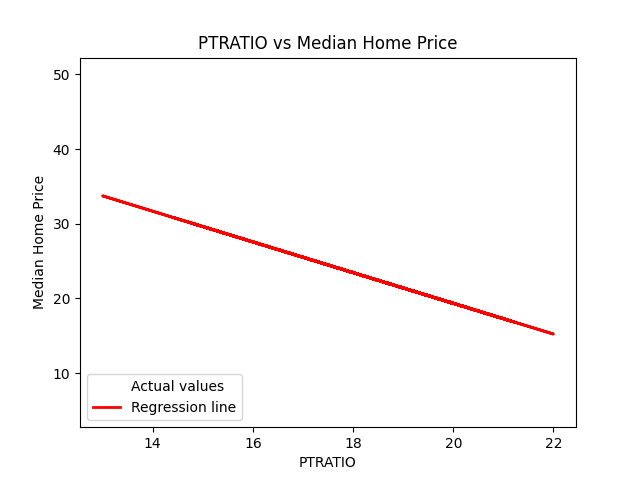 PTRATIO vs Median Home Price
50
40
30
20
10
Median Home Price
Actual values
Regression line
14 16 18 20 22
PTRATIO